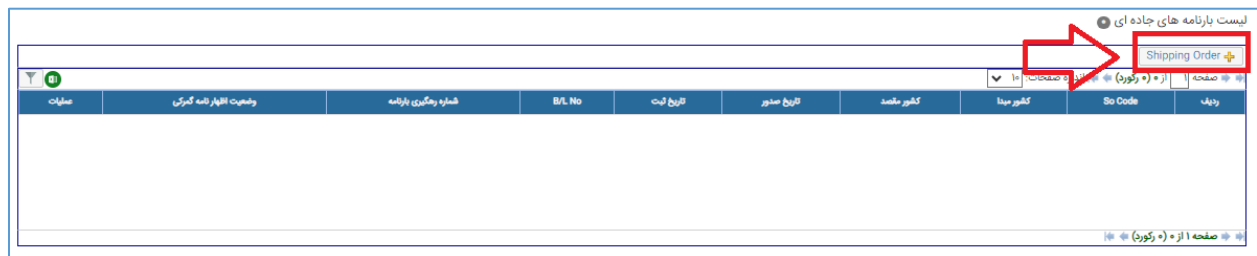 لیست بارنامه های جاده ای
Shipping Order
صفحه ۱ از ۰ (۰ رکورد) صفحات: ۱۰
ردیف So Code کشور مبدا کشور مقصد تاریخ صدور تاریخ ثبت B/L No شماره رهگیری بارنامه وضعیت اظهار نامه گمرکی عملیات
صفحه ۱ از ۰ (۰ رکورد)